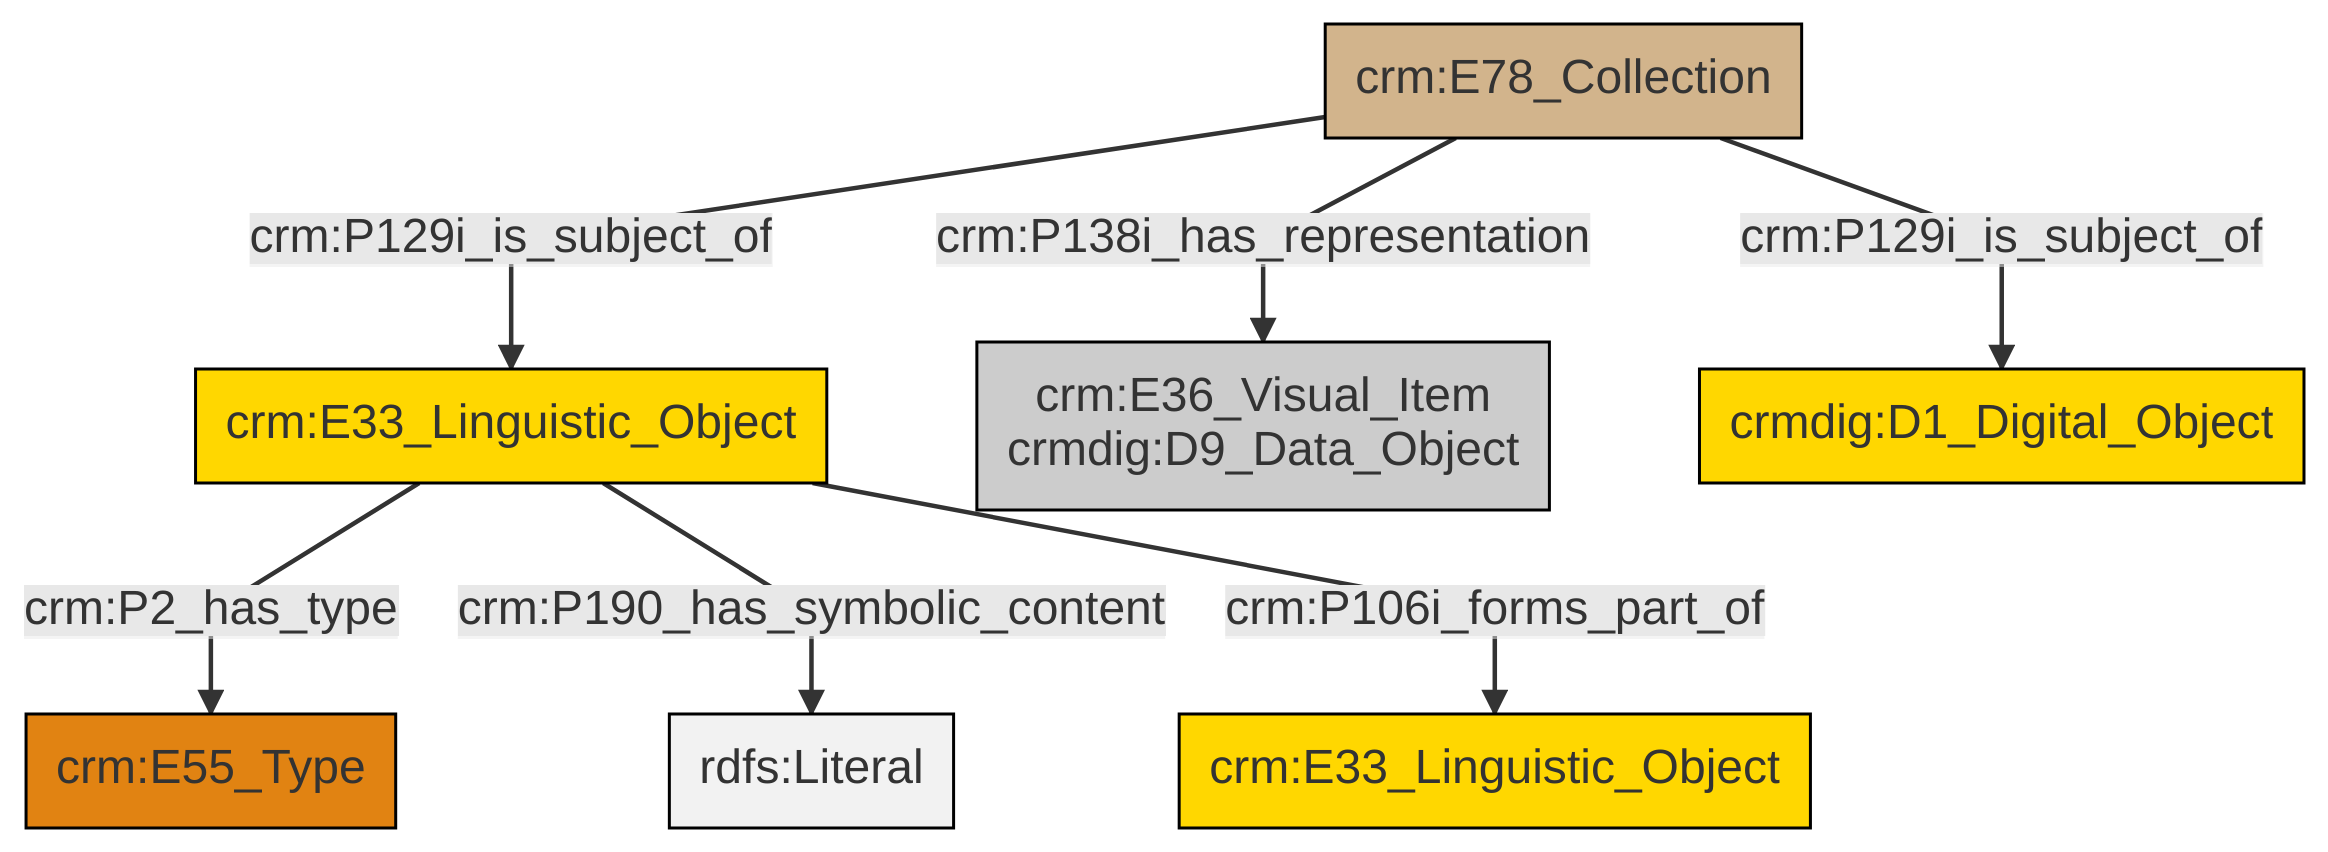 crm:E78_Collection
crm:P129i_is_subject_of
crm:P138i_has_representation
crm:P129i_is_subject_of
crm:E33_Linguistic_Object
crm:E36_Visual_Item
crmdig:D9_Data_Object
crmdig:D1_Digital_Object
crm:P2_has_type
crm:P190_has_symbolic_content
crm:P106i_forms_part_of
crm:E55_Type
rdfs:Literal
crm:E33_Linguistic_Object